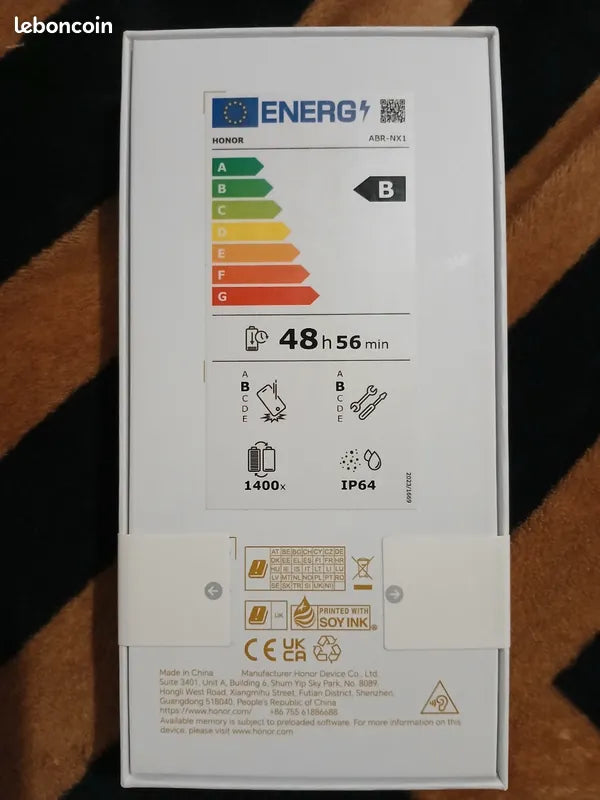 leboncoin
ENERG
HONOR ABR-NX1
A
B
C
D
E
F
G
B
48 h 56 min
A
B
C
D
E
A
B
C
D
E
1400x
IP64
2023/1669
AT BE BG CH CY CZ DE
DK EE EL ES FI FR HR
HU IE IS IT LT LI LU
LV MT NL NO PL PT RO
SE SK TR SI UK(NI)
UK
PRINTED WITH
SOY INK®
CE UK
CA
Made in China Manufacturer:Honor Device Co., Ltd.
Suite 3401, Unit A, Building 6, Shum Yip Sky Park, No. 8089,
Hongli West Road, Xiangmihu Street, Futian District, Shenzhen,
Guangdong 518040, People's Republic of China
https://www.honor.com/ +86 755 61886688
Available memory is subject to preloaded software. For more information on this
device, please visit www.honor.com